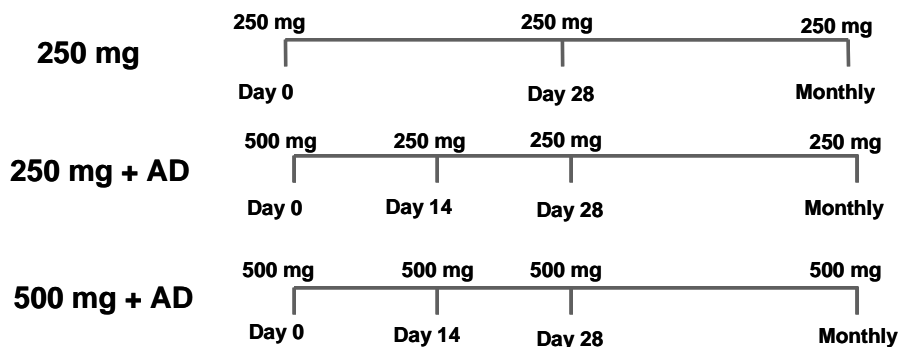 250 mg 250 mg 250 mg
250 mg
Day 0 Day 28 Monthly
500 mg 250 mg 250 mg 250 mg
250 mg + AD
Day 0 Day 14 Day 28 Monthly
500 mg 500 mg 500 mg 500 mg
500 mg + AD
Day 0 Day 14 Day 28 Monthly